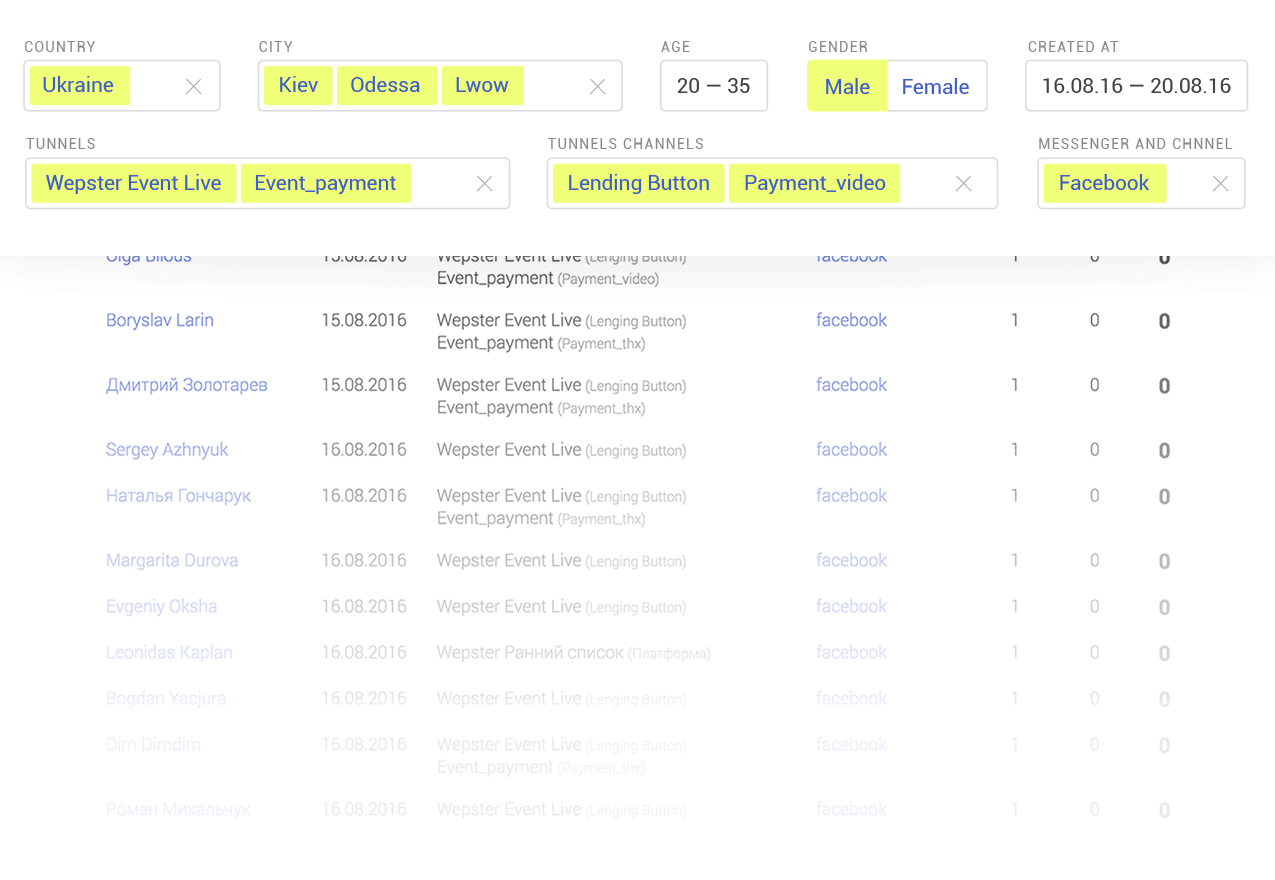 COUNTRY CITY AGE GENDER CREATED AT
Ukraine Kiev Odessa Lwow 20 — 35 Male Female 16.08.16 — 20.08.16
TUNNELS TUNNELS CHANNELS MESSENGER AND CHNNEL
Wepster Event Live Event_payment Lending Button Payment_video Facebook
Olga Bilous 15.08.2016 Wepster Event Live (Lenging Button) facebook 1 0 0
Event_payment (Payment_video)
Boryslav Larin 15.08.2016 Wepster Event Live (Lenging Button) facebook 1 0 0
Event_payment (Payment_thx)
Дмитрий Золотарев 15.08.2016 Wepster Event Live (Lenging Button) facebook 1 0 0
Event_payment (Payment_thx)
Sergey Azhnyuk 16.08.2016 Wepster Event Live (Lenging Button) facebook 1 0 0
Наталья Гончарук 16.08.2016 Wepster Event Live (Lenging Button) facebook 1 0 0
Event_payment (Payment_thx)
Margarita Durova 16.08.2016 Wepster Event Live (Lenging Button) facebook 1 0 0
Evgeniy Oksha 16.08.2016 Wepster Event Live (Lenging Button) facebook 1 0 0
Leonidas Kaplan 16.08.2016 Wepster Ранний список (Платформа) facebook 1 0 0
Bogdan Yacjura 16.08.2016 Wepster Event Live (Lenging Button) facebook 1 0 0
Dim Dimdim 16.08.2016 Wepster Event Live (Lenging Button) facebook 1 0 0
Event_payment (Payment_thx)
Роман Михальчук 16.08.2016 Wepster Event Live (Lenging Button) facebook 1 0 0